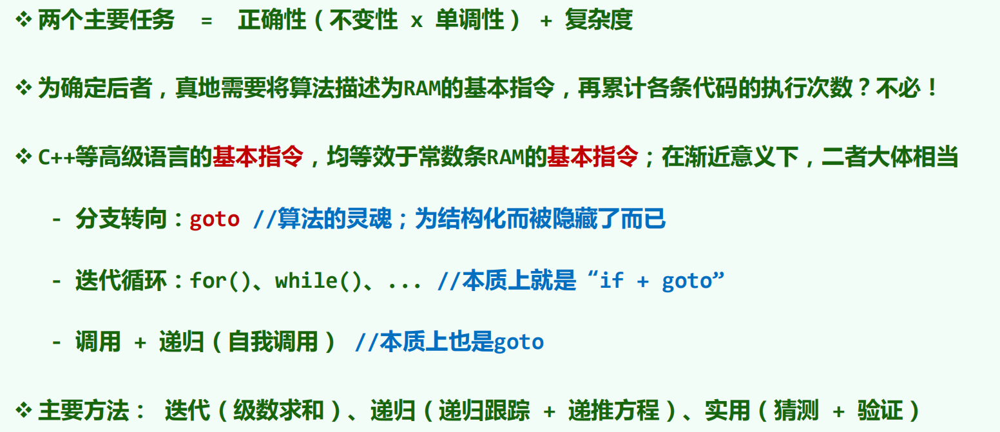 ❖ 两个主要任务 = 正确性(不变性 x 单调性) + 复杂度
❖ 为确定后者,真地需要将算法描述为RAM的基本指令,再累计各条代码的执行次数?不必!
❖ C++等高级语言的基本指令,均等效于常数条RAM的基本指令;在渐近意义下,二者大体相当
- 分支转向:goto //算法的灵魂;为结构化而被隐藏了而已
- 迭代循环:for()、while()、... //本质上就是“if + goto”
- 调用 + 递归(自我调用) //本质上也是goto
❖ 主要方法: 迭代(级数求和)、递归(递归跟踪 + 递推方程)、实用(猜测 + 验证)